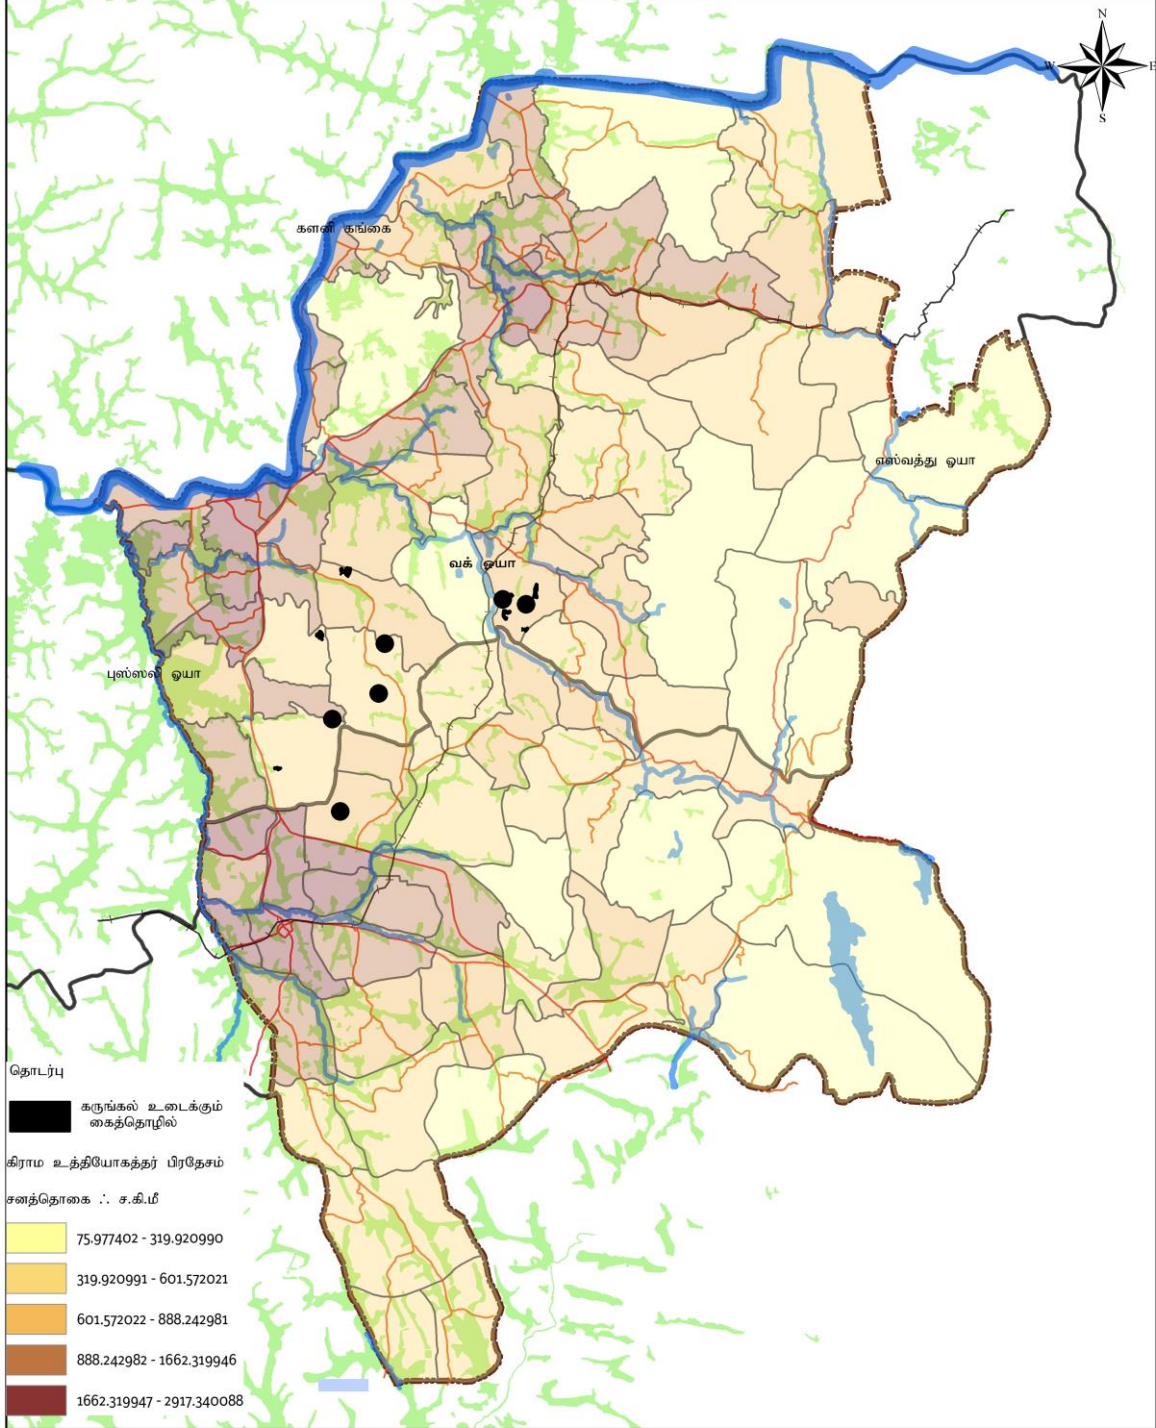 N
W
E
S
களனி கங்கை
எஸ்வத்து ஓயா
வக் ஓயா
புஸ்ஸலி ஓயா
தொடர்பு
கருங்கல் உடைக்கும்
கைத்தொழில்
கிராம உத்தியோகத்தர் பிரதேசம்
சனத்தொகை ஃ ச.கி.மீ
75.977402 - 319.920990
319.920991 - 601.572021
601.572022 - 888.242981
888.242982 - 1662.319946
1662.319947 - 2917.340088